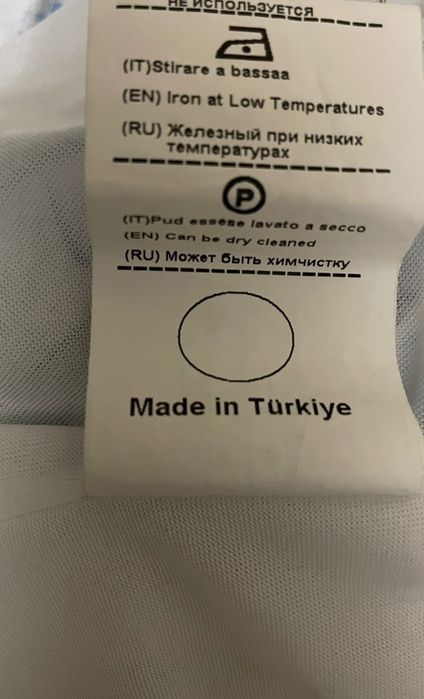 НЕ ИСПОЛЬЗУЕТСЯ
(IT)Stirare a bassaa
(EN) Iron at Low Temperatures
(RU) Железный при низких
температурах
P
(IT)Pud essese lavato a secco
(EN) Can be dry cleaned
(RU) Может быть химчистку
Made in Türkiye